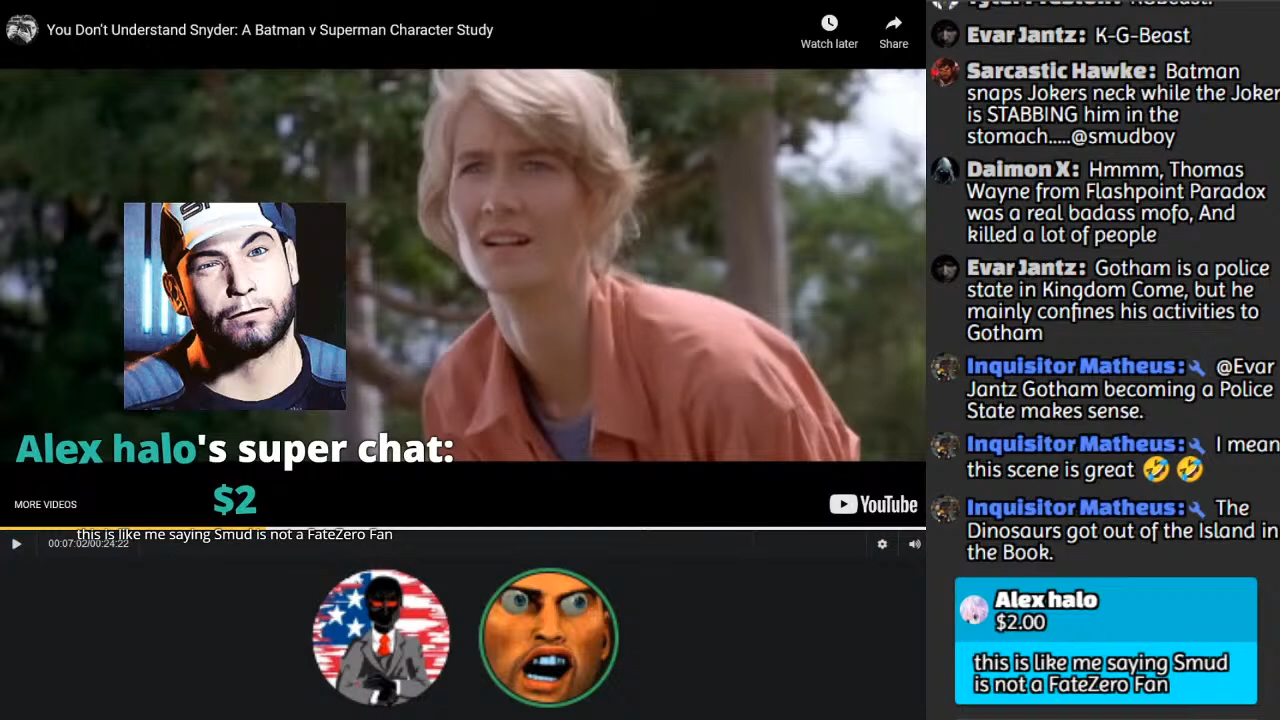 You Don't Understand Snyder: A Batman v Superman Character Study
Watch later
Share
Alex halo's super chat:
$2
MORE VIDEOS
YouTube
this is like me saying Smud is not a FateZero Fan
00:07:02/00:24:22
Evar Jantz: K-G-Beast
Sarcastic Hawke: Batman
snaps Jokers neck while the Joker
is STABBING him in the
stomach.....@smudboy
Daimon X: Hmmm, Thomas
Wayne from Flashpoint Paradox
was a real badass mofo, And
killed a lot of people
Evar Jantz: Gotham is a police
state in Kingdom Come, but he
mainly confines his activities to
Gotham
Inquisitor Matheus: @Evar
Jantz Gotham becoming a Police
State makes sense.
Inquisitor Matheus: I mean
this scene is great 🤣 🤣
Inquisitor Matheus: The
Dinosaurs got out of the Island in
the Book.
Alex halo
$2.00
this is like me saying Smud
is not a FateZero Fan